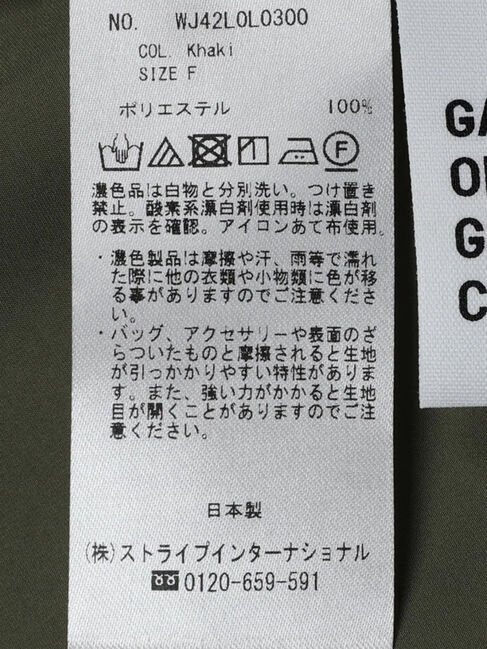 NO. WJ42L0L0300
COL. Khaki
SIZE F
ポリエステル 100%
F
濃色品は白物と分別洗い。つけ置き
禁止。酸素系漂白剤使用時は漂白剤
の表示を確認。アイロンあて布使用。
・濃色製品は摩擦や汗、雨等で濡れ
た際に他の衣類や小物類に色が移
る事がありますのでご注意くださ
い。
・バッグ、アクセサリーや表面のざ
らついたものと摩擦されると生地
が引っかかりやすい特性がありま
す。また、強い力がかかると生地
目が開くことがありますのでご注
意ください。
日本製
(株)ストライプインターナショナル
0120-659-591
GA
G
C